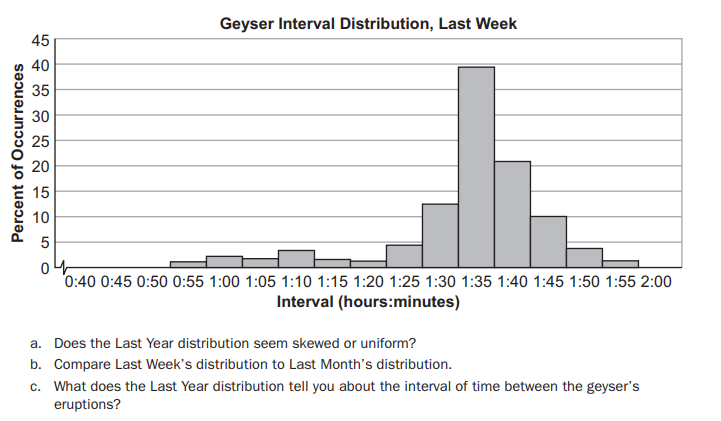 Geyser Interval Distribution, Last Week
Percent of Occurrences
45
40
35
30
25
20
15
10
5
0
0:40 0:45 0:50 0:55 1:00 1:05 1:10 1:15 1:20 1:25 1:30 1:35 1:40 1:45 1:50 1:55 2:00
Interval (hours:minutes)
a. Does the Last Year distribution seem skewed or uniform?
b. Compare Last Week's distribution to Last Month's distribution.
c. What does the Last Year distribution tell you about the interval of time between the geyser's
eruptions?